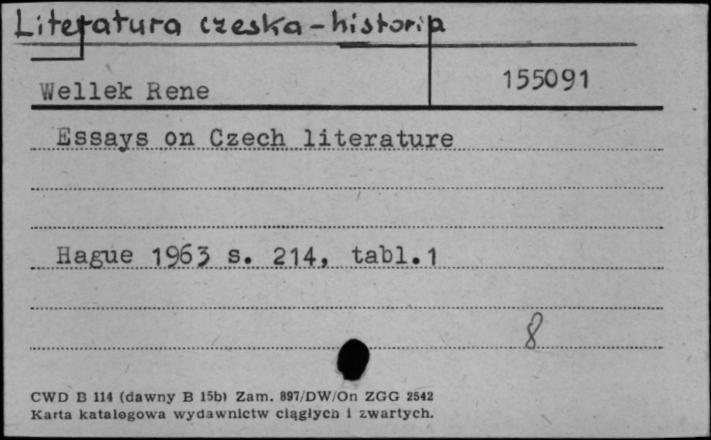 Literatura czeska - historia
Wellek Rene
155091
Essays on Czech literature
Hague 1963 s. 214, tabl.1
8
CWD B 114 (dawny B 15b) Zam. 897/DW/On ZGG 2542
Karta katalogowa wydawnictw ciągłych i zwartych.